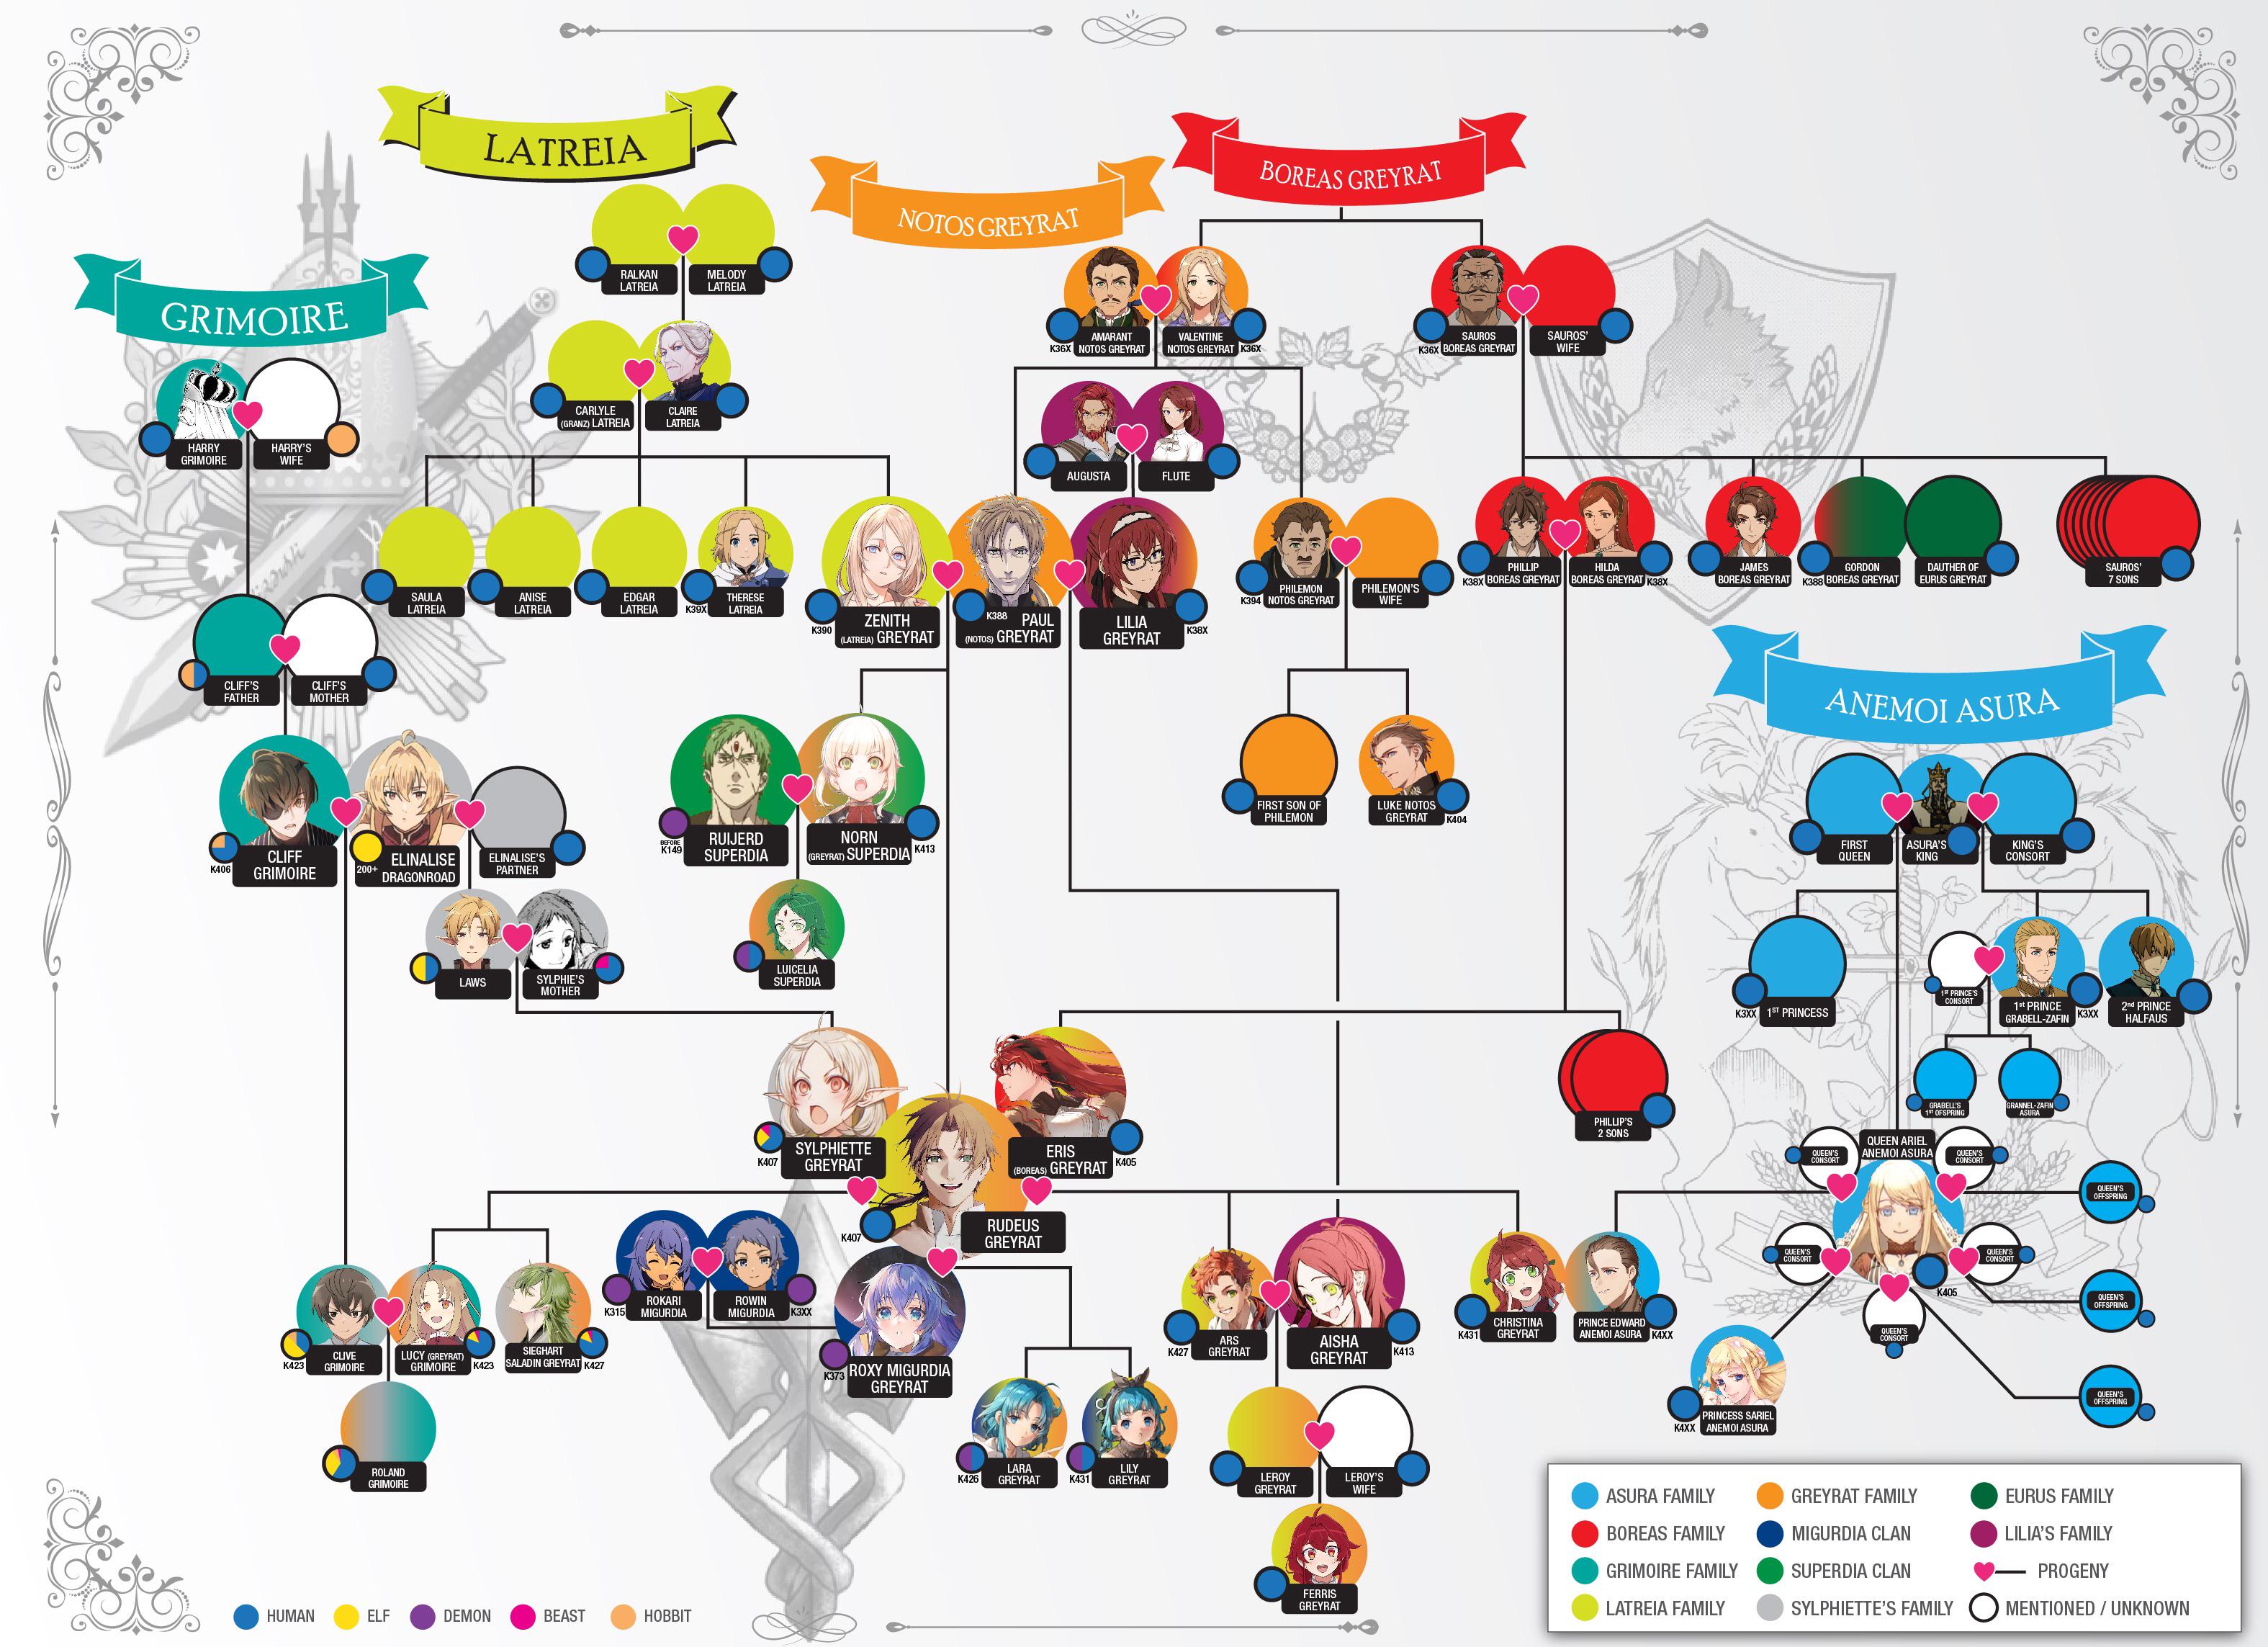 LATREIA
BOREAS GREYRAT
NOTOS GREYRAT
GRIMOIRE
RALKAN
LATREIA
MELODY
LATREIA
K36X
AMARANT
NOTOS GREYRAT
VALENTINE
NOTOS GREYRAT
K36X
K36X
SAUROS
BOREAS GREYRAT
SAUROS'
WIFE
CARLYLE
(GRANZ) LATREIA
CLAIRE
LATREIA
HARRY
GRIMOIRE
HARRY'S
WIFE
AUGUSTA
FLUTE
SAULA
LATREIA
ANISE
LATREIA
EDGAR
LATREIA
K39X
THERESE
LATREIA
K390
ZENITH
(LATREIA) GREYRAT
K388
PAUL
(NOTOS) GREYRAT
LILIA
GREYRAT
K38X
K394
PHILEMON
NOTOS GREYRAT
PHILEMON'S
WIFE
K38X
PHILLIP
BOREAS GREYRAT
HILDA
BOREAS GREYRAT
K38X
JAMES
BOREAS GREYRAT
K388
GORDON
BOREAS GREYRAT
DAUTHER OF
EURUS GREYRAT
SAUROS'
7 SONS
CLIFF'S
FATHER
CLIFF'S
MOTHER
ANEMOI ASURA
K406
CLIFF
GRIMOIRE
200+
ELINALISE
DRAGONROAD
ELINALISE'S
PARTNER
BEFORE
K149
RUIJERD
SUPERDIA
NORN
(GREYRAT) SUPERDIA
K413
FIRST SON OF
PHILEMON
LUKE NOTOS
GREYRAT
K404
FIRST
QUEEN
ASURA'S
KING
KING'S
CONSORT
LAWS
SYLPHIE'S
MOTHER
LUICELIA
SUPERDIA
K3XX
1ST PRINCESS
1ST PRINCE'S
CONSORT
1st PRINCE
GRABELL-ZAFIN
K3XX
2nd PRINCE
HALFAUS
GRABELL'S
1ST OFSPRING
GRANNEL-ZAFIN
ASURA
PHILLIP'S
2 SONS
K407
SYLPHIETTE
GREYRAT
ERIS
(BOREAS) GREYRAT
K405
K407
RUDEUS
GREYRAT
QUEEN'S
CONSORT
QUEEN ARIEL
ANEMOI ASURA
QUEEN'S
CONSORT
QUEEN'S
OFFSPRING
QUEEN'S
CONSORT
QUEEN'S
CONSORT
K405
QUEEN'S
OFFSPRING
QUEEN'S
CONSORT
QUEEN'S
OFFSPRING
K423
CLIVE
GRIMOIRE
LUCY (GREYRAT)
GRIMOIRE
K423
SIEGHART
SALADIN GREYRAT
K427
K315
ROKARI
MIGURDIA
ROWIN
MIGURDIA
K3XX
K373
ROXY MIGURDIA
GREYRAT
K427
ARS
GREYRAT
AISHA
GREYRAT
K413
K431
CHRISTINA
GREYRAT
PRINCE EDWARD
ANEMOI ASURA
K4XX
K4XX
PRINCESS SARIEL
ANEMOI ASURA
ROLAND
GRIMOIRE
K426
LARA
GREYRAT
K431
LILY
GREYRAT
LEROY
GREYRAT
LEROY'S
WIFE
FERRIS
GREYRAT
HUMAN
ELF
DEMON
BEAST
HOBBIT
ASURA FAMILY
GREYRAT FAMILY
EURUS FAMILY
BOREAS FAMILY
MIGURDIA CLAN
LILIA'S FAMILY
GRIMOIRE FAMILY
SUPERDIA CLAN
PROGENY
LATREIA FAMILY
SYLPHIETTE'S FAMILY
MENTIONED / UNKNOWN